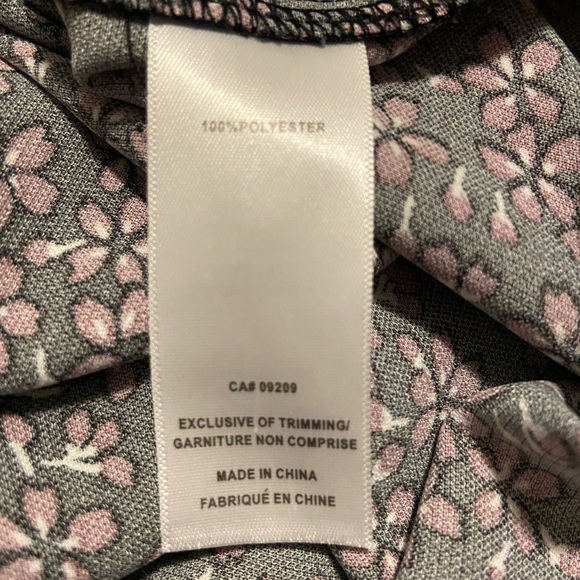 100%POLYESTER
CA# 09209
EXCLUSIVE OF TRIMMING/
GARNITURE NON COMPRISE
MADE IN CHINA
FABRIQUÉ EN CHINE